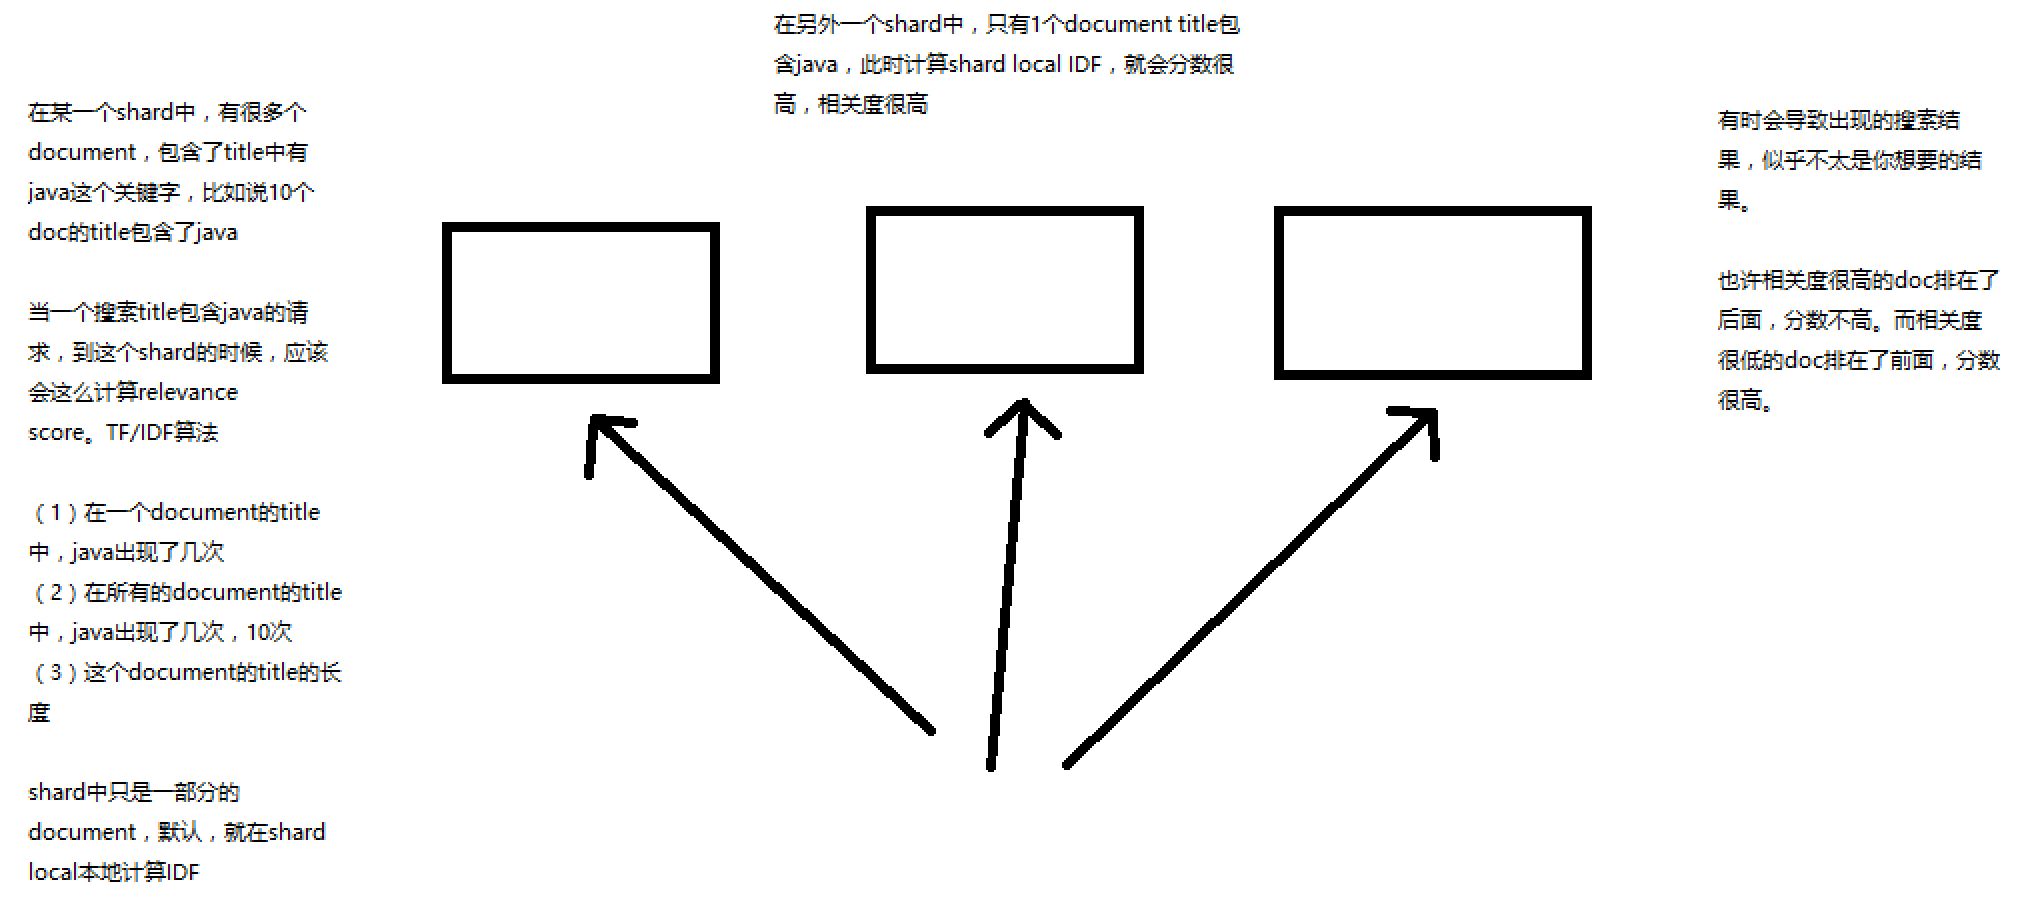 在某一个shard中，有很多个
document，包含了title中有
java这个关键字，比如说10个
doc的title包含了java
当一个搜索title包含java的请
求，到这个shard的时候，应该
会这么计算relevance
score。TF/IDF算法
（1）在一个document的title
中，java出现了几次
（2）在所有的document的title
中，java出现了几次，10次
（3）这个document的title的长
度
shard中只是一部分的
document，默认，就在shard
local本地计算IDF
在另外一个shard中，只有1个document title包
含java，此时计算shard local IDF，就会分数很
高，相关度很高
有时会导致出现的搜索结
果，似乎不太是你想要的结
果。
也许相关度很高的doc排在了
后面，分数不高。而相关度
很低的doc排在了前面，分数
很高。